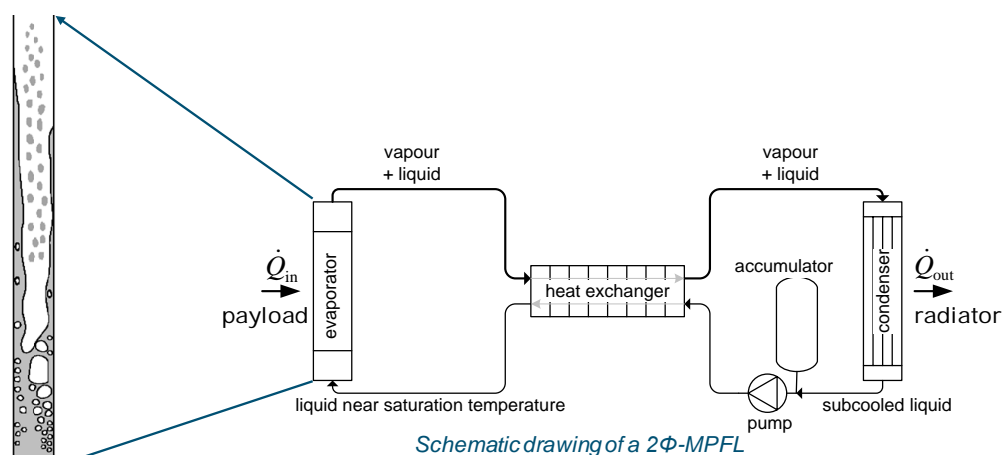 vapour
+ liquid
vapour
+ liquid
Q̇in
payload
evaporator
heat exchanger
accumulator
condenser
Q̇out
radiator
liquid near saturation temperature
pump
subcooled liquid
Schematic drawing of a 2Φ-MPFL